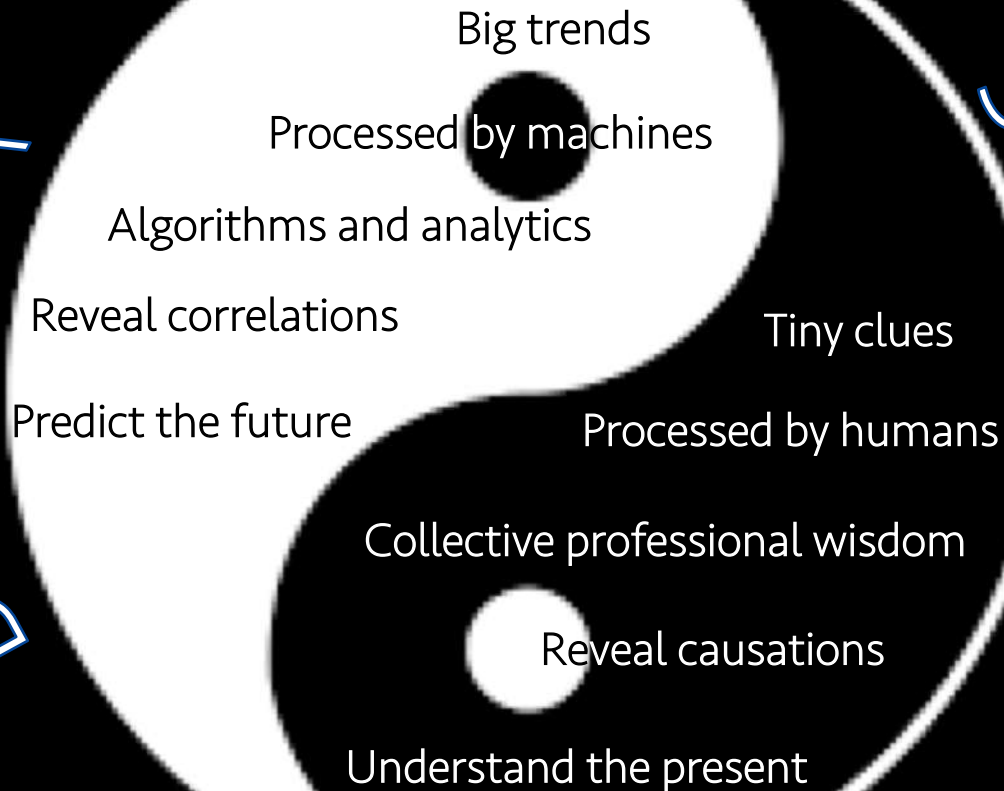 Big trends
Processed by machines
Algorithms and analytics
Reveal correlations
Predict the future
Tiny clues
Processed by humans
Collective professional wisdom
Reveal causations
Understand the present